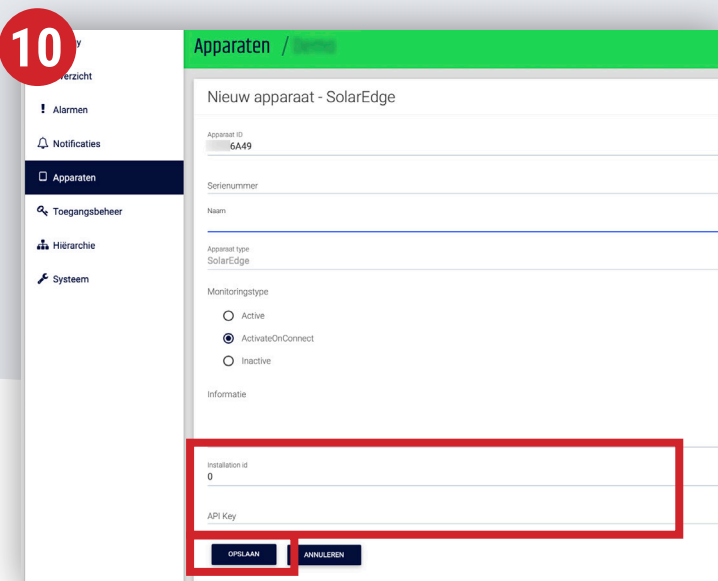 10
Apparaten /
Alarmen
Notificaties
Apparaten
Toegangsbeheer
Hiërarchie
Systeem
Nieuw apparaat - SolarEdge
Apparaat ID
6A49
Serienummer
Naam
Apparaat type
SolarEdge
Monitoringstype
Active
ActivateOnConnect
Inactive
Informatie
Installation id
0
API Key
OPSLAAN ANNULEREN